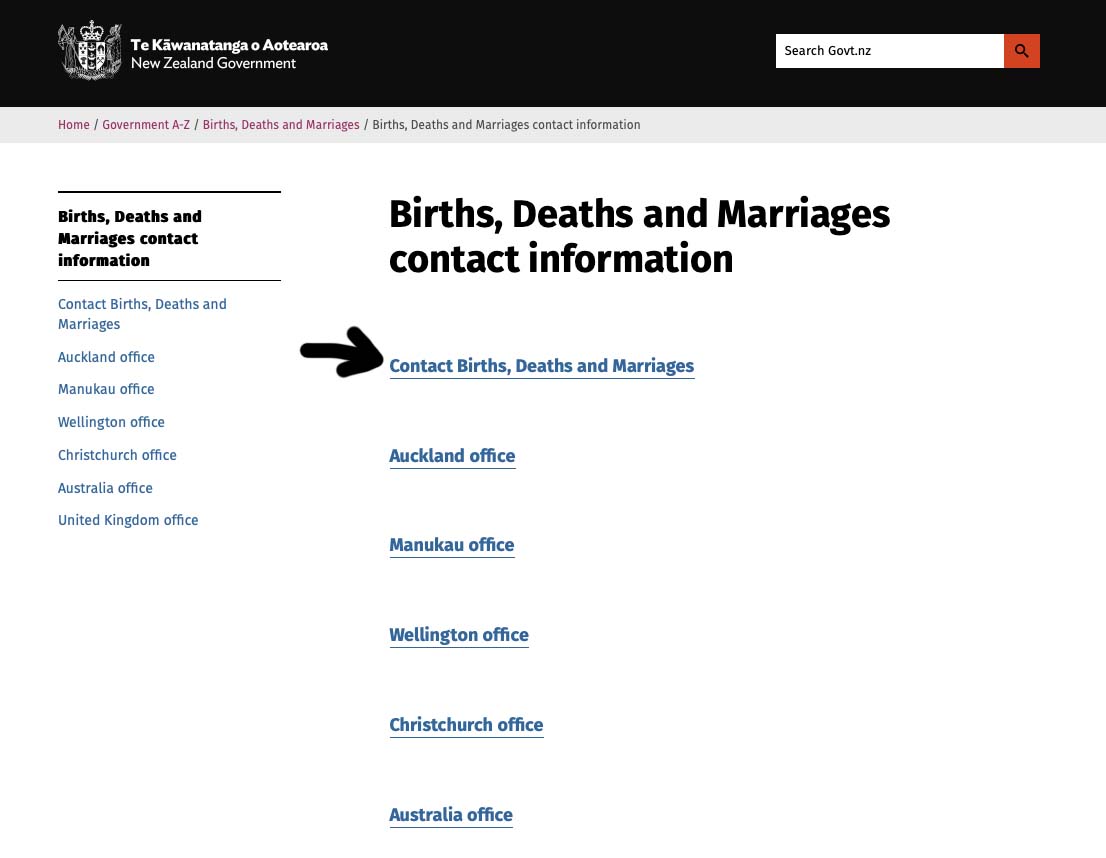 Te Kāwanatanga o Aotearoa
New Zealand Government
Search Govt.nz
Home / Government A-Z / Births, Deaths and Marriages / Births, Deaths and Marriages contact information
Births, Deaths and
Marriages contact
information
Contact Births, Deaths and
Marriages
Auckland office
Manukau office
Wellington office
Christchurch office
Australia office
United Kingdom office
Births, Deaths and Marriages
contact information
Contact Births, Deaths and Marriages
Auckland office
Manukau office
Wellington office
Christchurch office
Australia office